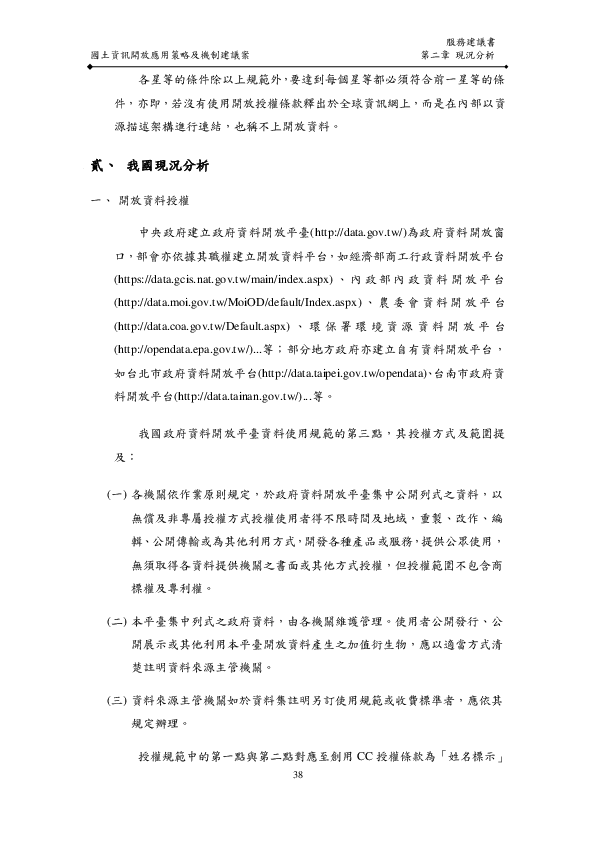 服務建議書
國土資訊開放應用策略及機制建議案 第二章 現況分析
各星等的條件除以上規範外，要達到每個星等都必須符合前一星等的條
件，亦即，若沒有使用開放授權條款釋出於全球資訊網上，而是在內部以資
源描述架構進行連結，也稱不上開放資料。
貳、 我國現況分析
一、 開放資料授權
中央政府建立政府資料開放平臺(http://data.gov.tw/)為政府資料開放窗
口，部會亦依據其職權建立開放資料平台，如經濟部商工行政資料開放平台
(https://data.gcis.nat.gov.tw/main/index.aspx)、內政部內政資料開放平台
(http://data.moi.gov.tw/MoiOD/default/Index.aspx)、農委會資料開放平台
(http://data.coa.gov.tw/Default.aspx)、環保署環境資源資料開放平台
(http://opendata.epa.gov.tw/)...等；部分地方政府亦建立自有資料開放平台，
如台北市政府資料開放平台(http://data.taipei.gov.tw/opendata)、台南市政府資
料開放平台(http://data.tainan.gov.tw/)...等。
我國政府資料開放平臺資料使用規範的第三點，其授權方式及範圍提
及：
(一) 各機關依作業原則規定，於政府資料開放平臺集中公開列式之資料，以
無償及非專屬授權方式授權使用者得不限時間及地域，重製、改作、編
輯、公開傳輸或為其他利用方式，開發各種產品或服務，提供公眾使用，
無須取得各資料提供機關之書面或其他方式授權，但授權範圍不包含商
標權及專利權。
(二) 本平臺集中列式之政府資料，由各機關維護管理。使用者公開發行、公
開展示或其他利用本平臺開放資料產生之加值衍生物，應以適當方式清
楚註明資料來源主管機關。
(三) 資料來源主管機關如於資料集註明另訂使用規範或收費標準者，應依其
規定辦理。
授權規範中的第一點與第二點對應至創用 CC 授權條款為「姓名標示」
38